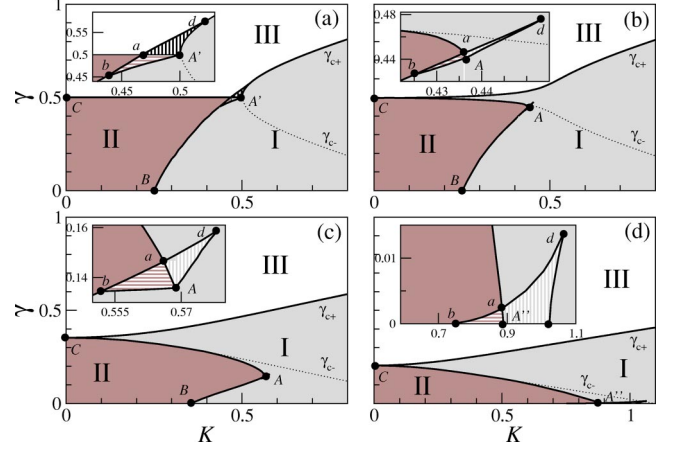 (a)
III
II
I
γ
1
0.5
0
0
0.5
A'
B
C
γc+
γc-
0.55
0.5
0.45
0.45
0.5
a
b
d
A'
(b)
III
II
I
0
0.5
A
B
C
γc+
γc-
0.48
0.44
0.43
0.44
a
b
d
A
(c)
III
II
I
γ
1
0.5
0
0
0.5
K
A
B
C
γc+
γc-
0.16
0.14
0.555
0.57
a
b
d
A
(d)
III
II
I
0
0.5
1
K
A''
C
γc+
γc-
0.01
0
0.7
0.9
1.1
a
b
d
A''